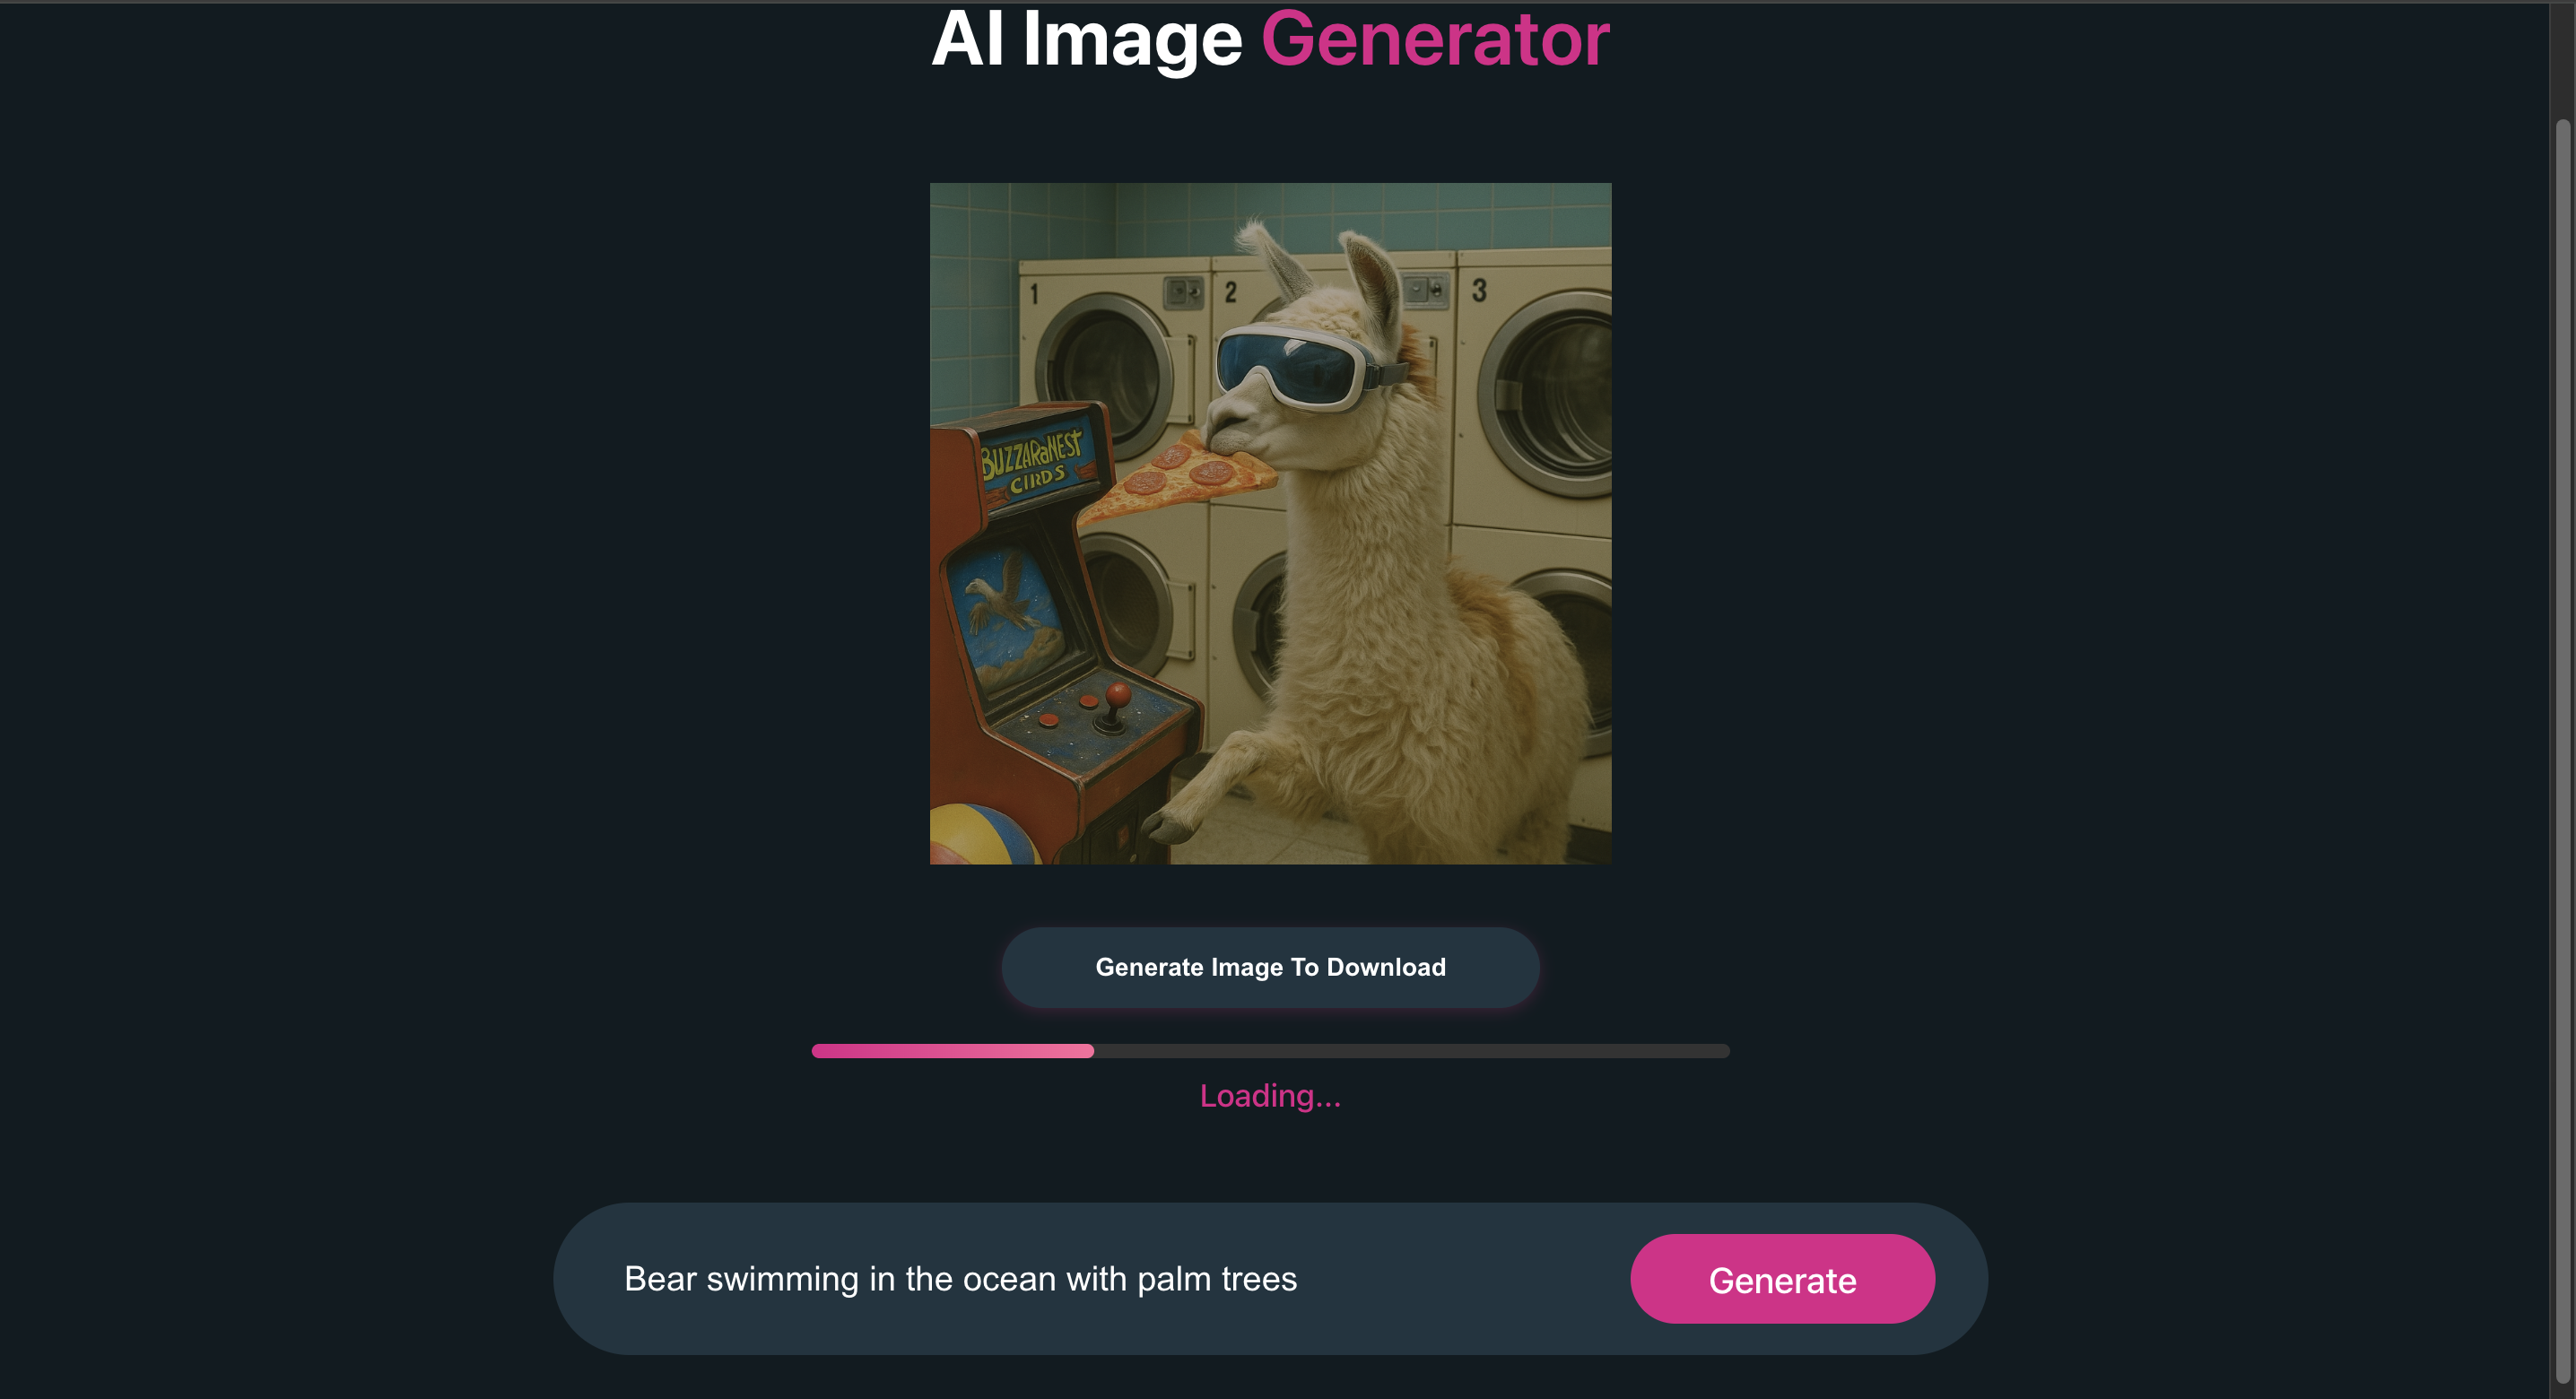 AI Image Generator
1
2
3
BUZZARDNEST
CIRDS
Generate Image To Download
Loading...
Bear swimming in the ocean with palm trees
Generate